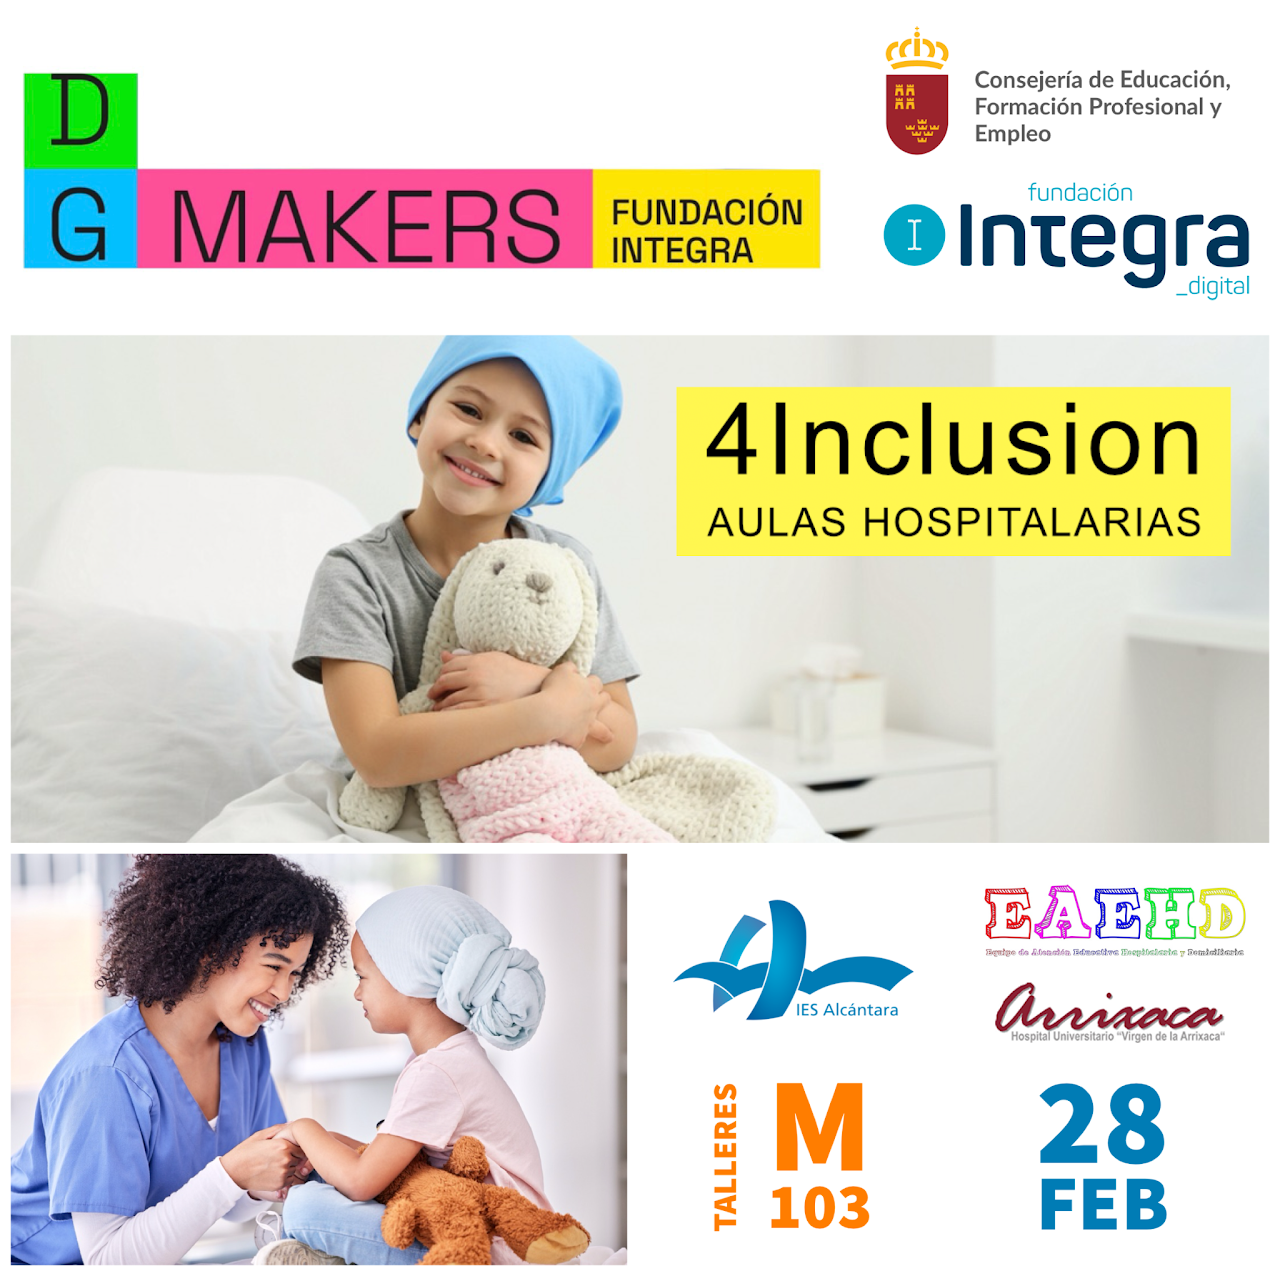 D
G MAKERS
FUNDACIÓN
INTEGRA
Consejería de Educación,
Formación Profesional y
Empleo
fundación
Integra
_digital
4Inclusion
AULAS HOSPITALARIAS
IES Alcántara
EAEHD
Equipo de Atención Educativa Hospitalaria y Domiciliaria
Arrixaca
Hospital Universitario "Virgen de la Arrixaca"
TALLERES
M
103
28
FEB